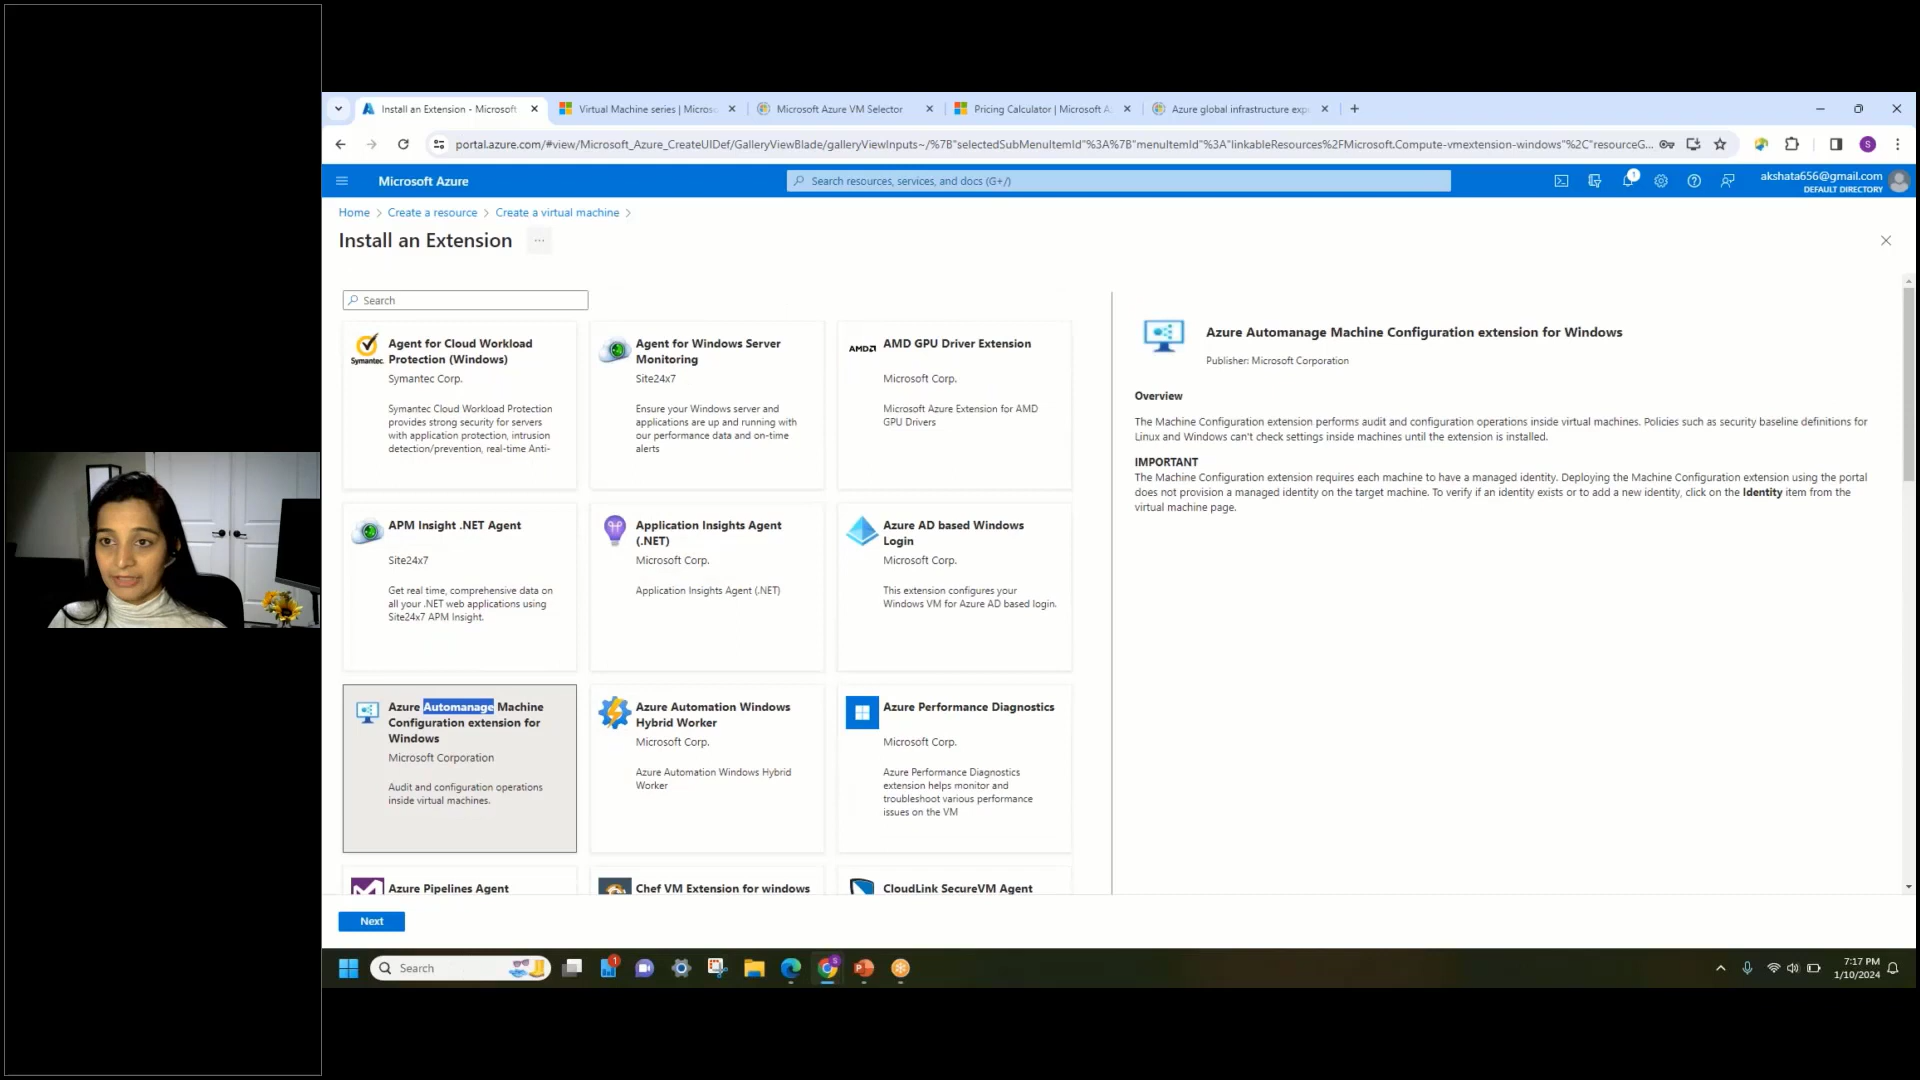 Install an Extension - Microsoft
Virtual Machine series | Micros
Microsoft Azure VM Selector
Pricing Calculator | Microsoft A
Azure global infrastructure exp
portal.azure.com/#view/Microsoft_Azure_CreateUIDef/GalleryViewBlade/galleryViewInputs~/%7B"selectedSubMenuItemId"%3A%7B"menuItemId"%3A"linkableResources%2FMicrosoft.Compute-vmextension-windows"%2C"resourceG...
S
Microsoft Azure
Search resources, services, and docs (G+/)
1
akshata656@gmail.com
DEFAULT DIRECTORY
Home > Create a resource > Create a virtual machine >
Install an Extension
...
Search
Agent for Cloud Workload
Protection (Windows)
Symantec.
Symantec Corp.
Symantec Cloud Workload Protection
provides strong security for servers
with application protection, intrusion
detection/prevention, real-time Anti-
Agent for Windows Server
Monitoring
Site24x7
Ensure your Windows server and
applications are up and running with
our performance data and on-time
alerts
AMD
AMD GPU Driver Extension
Microsoft Corp.
Microsoft Azure Extension for AMD
GPU Drivers
APM Insight .NET Agent
Site24x7
Get real time, comprehensive data on
all your .NET web applications using
Site24x7 APM Insight.
Application Insights Agent
(.NET)
Microsoft Corp.
Application Insights Agent (.NET)
Azure AD based Windows
Login
Microsoft Corp.
This extension configures your
Windows VM for Azure AD based login.
Azure Automanage Machine
Configuration extension for
Windows
Microsoft Corporation
Audit and configuration operations
inside virtual machines.
Azure Automation Windows
Hybrid Worker
Microsoft Corp.
Azure Automation Windows Hybrid
Worker
Azure Performance Diagnostics
Microsoft Corp.
Azure Performance Diagnostics
extension helps monitor and
troubleshoot various performance
issues on the VM
Azure Pipelines Agent
Chef VM Extension for windows
CloudLink SecureVM Agent
Azure Automanage Machine Configuration extension for Windows
Publisher: Microsoft Corporation
Overview
The Machine Configuration extension performs audit and configuration operations inside virtual machines. Policies such as security baseline definitions for
Linux and Windows can't check settings inside machines until the extension is installed.
IMPORTANT
The Machine Configuration extension requires each machine to have a managed identity. Deploying the Machine Configuration extension using the portal
does not provision a managed identity on the target machine. To verify if an identity exists or to add a new identity, click on the Identity item from the
virtual machine page.
Next
Search
1
7:17 PM
1/10/2024